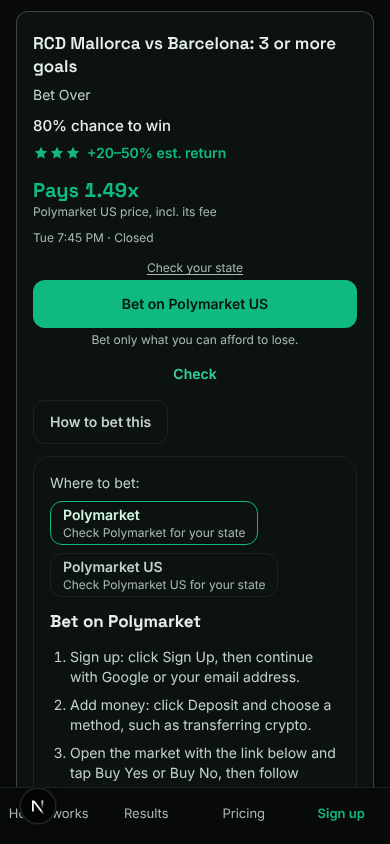 RCD Mallorca vs Barcelona: 3 or more
goals
Bet Over
80% chance to win
★★★ +20–50% est. return
Pays 1.49x
Polymarket US price, incl. its fee
Tue 7:45 PM · Closed
Check your state
Bet on Polymarket US
Bet only what you can afford to lose.
Check
How to bet this
Where to bet:
Polymarket
Check Polymarket for your state
Polymarket US
Check Polymarket US for your state
Bet on Polymarket
1. Sign up: click Sign Up, then continue
with Google or your email address.
2. Add money: click Deposit and choose a
method, such as transferring crypto.
3. Open the market with the link below and
tap Buy Yes or Buy No, then follow
N works Results Pricing Sign up